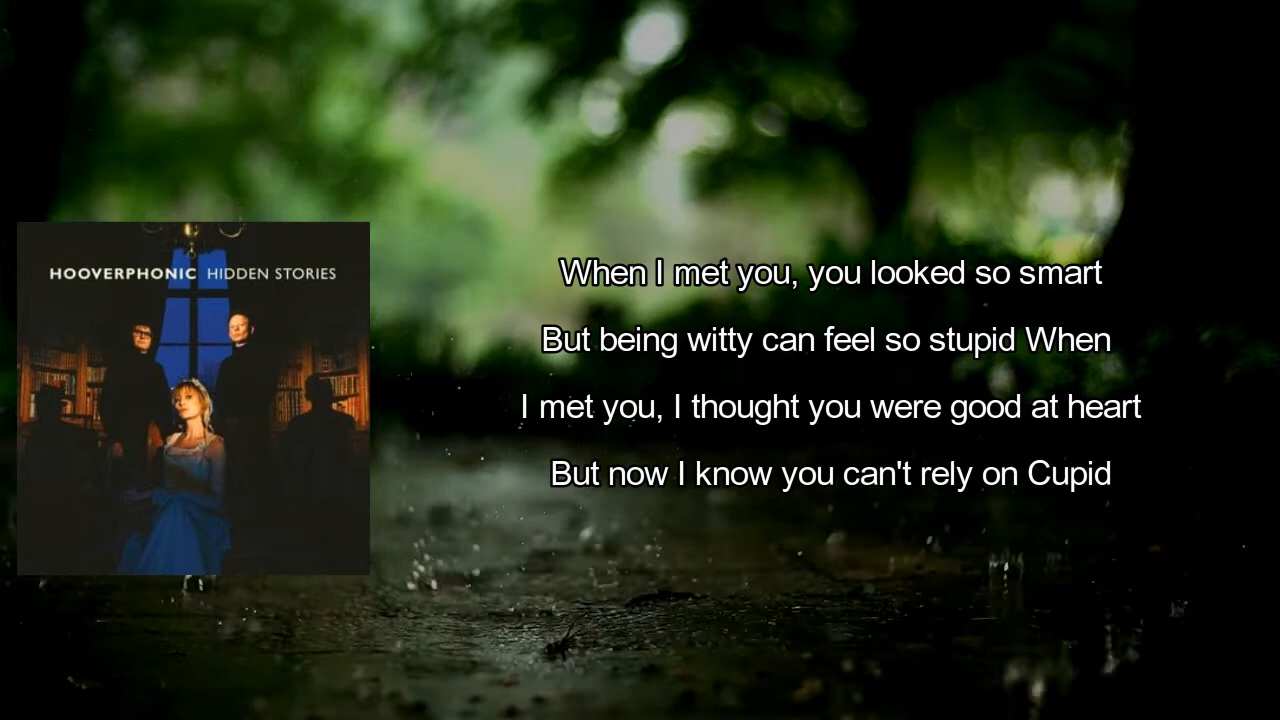 HOOVERPHONIC HIDDEN STORIES
When I met you, you looked so smart
But being witty can feel so stupid When
I met you, I thought you were good at heart
But now I know you can't rely on Cupid